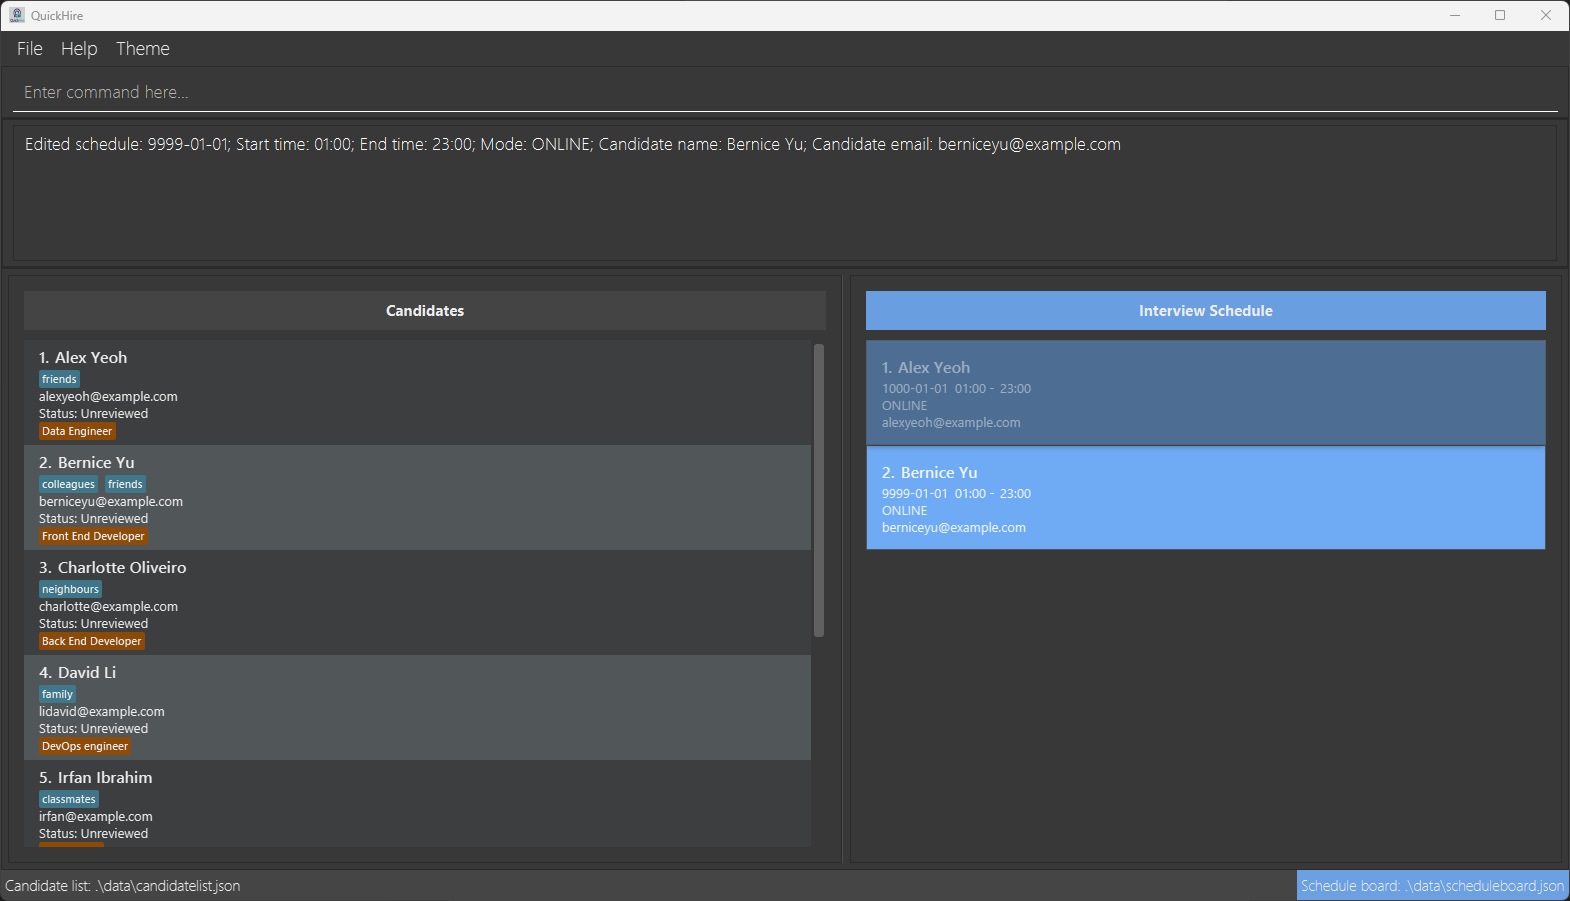 QuickHire
File Help Theme
Enter command here...
Edited schedule: 9999-01-01; Start time: 01:00; End time: 23:00; Mode: ONLINE; Candidate name: Bernice Yu; Candidate email: berniceyu@example.com
Candidates
1. Alex Yeoh
friends
alexyeoh@example.com
Status: Unreviewed
Data Engineer
2. Bernice Yu
colleagues friends
berniceyu@example.com
Status: Unreviewed
Front End Developer
3. Charlotte Oliveiro
neighbours
charlotte@example.com
Status: Unreviewed
Back End Developer
4. David Li
family
lidavid@example.com
Status: Unreviewed
DevOps engineer
5. Irfan Ibrahim
classmates
irfan@example.com
Status: Unreviewed
Interview Schedule
1. Alex Yeoh
1000-01-01 01:00 - 23:00
ONLINE
alexyeoh@example.com
2. Bernice Yu
9999-01-01 01:00 - 23:00
ONLINE
berniceyu@example.com
Candidate list: .\data\candidatelist.json
Schedule board: .\data\scheduleboard.json